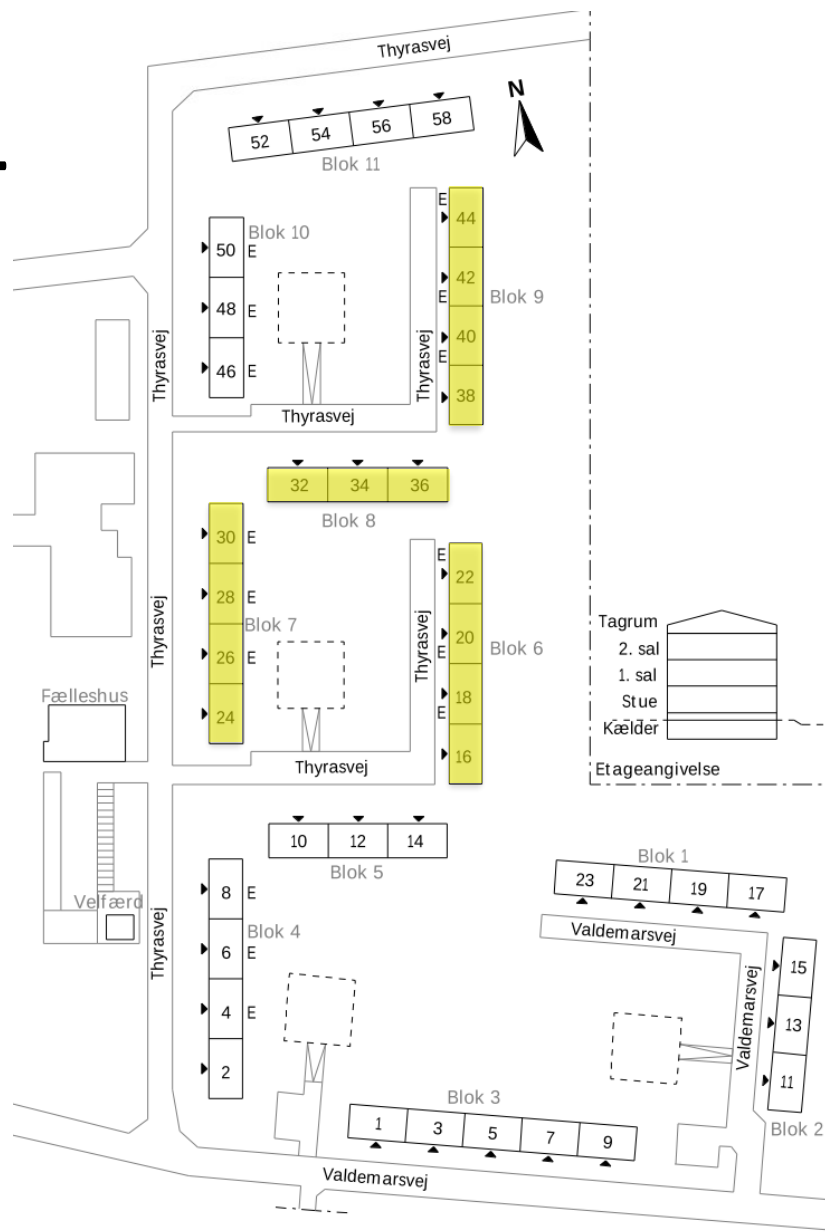 Thyrasvej
N
52 54 56 58
Blok 11
E
44
50 E
Blok 10
42
E
Blok 9
48 E
40
E
Thyrasvej
Thyrasvej
46 E
38
Thyrasvej
32 34 36
Blok 8
30 E
E
22
28 E
Blok 7
Thyrasvej
Thyrasvej
20
E
Blok 6
26 E
18
E
24
16
Thyrasvej
Tagrum
2. sal
1. sal
Stue
Kælder
Etageangivelse
Fælleshus
10 12 14
Blok 5
Blok 1
23 21 19 17
Velfærd
8 E
Blok 4
6 E
4 E
2
Thyrasvej
Valdemarsvej
Valdemarsvej
15
13
11
Blok 2
Blok 3
1 3 5 7 9
Valdemarsvej